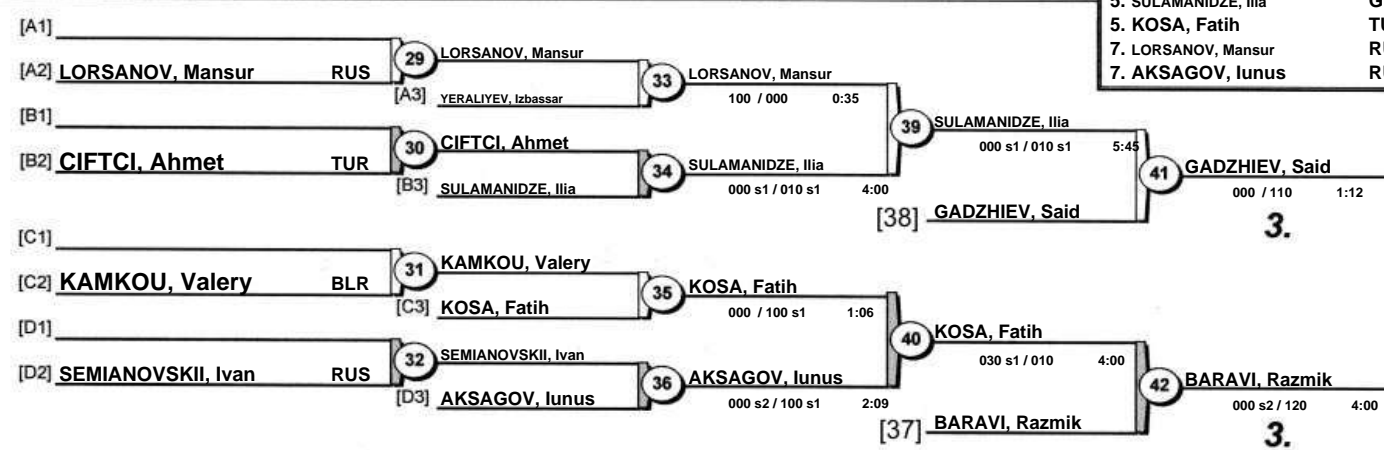 5. SULAMANIDZE, Ilia
5. KOSA, Fatih
7. LORSANOV, Mansur
7. AKSAGOV, Iunus
[A1]
[A2] LORSANOV, Mansur RUS
29 LORSANOV, Mansur
[A3] YERALIYEV, Izbassar
33 LORSANOV, Mansur
100 / 000 0:35
[B1]
[B2] CIFTCI, Ahmet TUR
30 CIFTCI, Ahmet
[B3] SULAMANIDZE, Ilia
34 SULAMANIDZE, Ilia
000 s1 / 010 s1 4:00
39 SULAMANIDZE, Ilia
000 s1 / 010 s1 5:45
[38] GADZHIEV, Said
41 GADZHIEV, Said
000 / 110 1:12
3.
[C1]
[C2] KAMKOU, Valery BLR
31 KAMKOU, Valery
[C3] KOSA, Fatih
35 KOSA, Fatih
000 / 100 s1 1:06
[D1]
[D2] SEMIANOVSKII, Ivan RUS
32 SEMIANOVSKII, Ivan
[D3] AKSAGOV, Iunus
36 AKSAGOV, Iunus
000 s2 / 100 s1 2:09
40 KOSA, Fatih
030 s1 / 010 4:00
[37] BARAVI, Razmik
42 BARAVI, Razmik
000 s2 / 120 4:00
3.